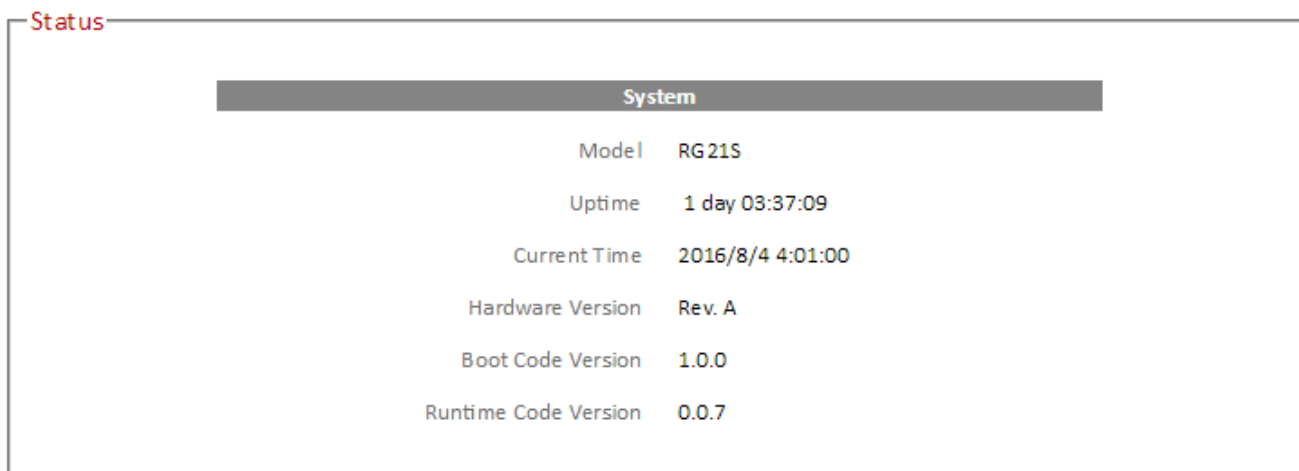 Status
System
Model RG21S
Uptime 1 day 03:37:09
Current Time 2016/8/4 4:01:00
Hardware Version Rev. A
Boot Code Version 1.0.0
Runtime Code Version 0.0.7